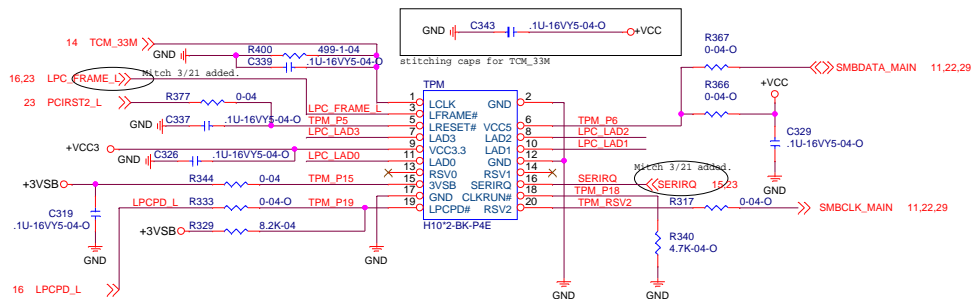 C343
.1U-16VY5-04-O
GND
+VCC
stitching caps for TCM_33M
14 TCM_33M
R400
499-1-04
GND
C339
.1U-16VY5-04-O
16,23 LPC_FRAME_L
Mitch 3/21 added.
23 PCIRST2_L
R377
0-04
LPC_FRAME_L
GND
C337
.1U-16VY5-04-O
TPM_P5
LPC_LAD3
+VCC3
C326
.1U-16VY5-04-O
GND
LPC_LAD0
+3VSB
R344
0-04
TPM_P15
LPCPD_L
R333
0-04-O
TPM_P19
C319
.1U-16VY5-04-O
GND
+3VSB
R329
8.2K-04
GND
16 LPCPD_L
TPM
1 LCLK GND 2
3 LFRAME#
5 LRESET# VCC5 6
7 LAD3 LAD2 8
9 VCC3.3 LAD1 10
11 LAD0 GND 12
13 RSV0 RSV1 14
15 3VSB SERIRQ 16
17 GND CLKRUN# 18
19 LPCPD# RSV2 20
H10*2-BK-P4E
R367
0-04-O
SMBDATA_MAIN 11,22,29
R366
0-04-O
+VCC
TPM_P6
LPC_LAD2
LPC_LAD1
C329
.1U-16VY5-04-O
GND
Mitch 3/21 added.
SERIRQ
SERIRQ 15,23
TPM_P18
TPM_RSV2
R317
0-04-O
SMBCLK_MAIN 11,22,29
R340
4.7K-04-O
GND
GND